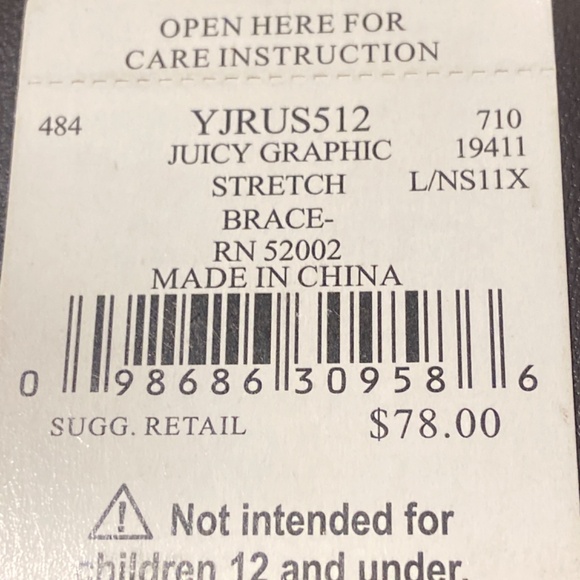 OPEN HERE FOR
CARE INSTRUCTION
484 YJRUS512 710
JUICY GRAPHIC 19411
STRETCH L/NS11X
BRACE-
RN 52002
MADE IN CHINA
0 98686 30958 6
SUGG. RETAIL $78.00
Not intended for
children 12 and under.